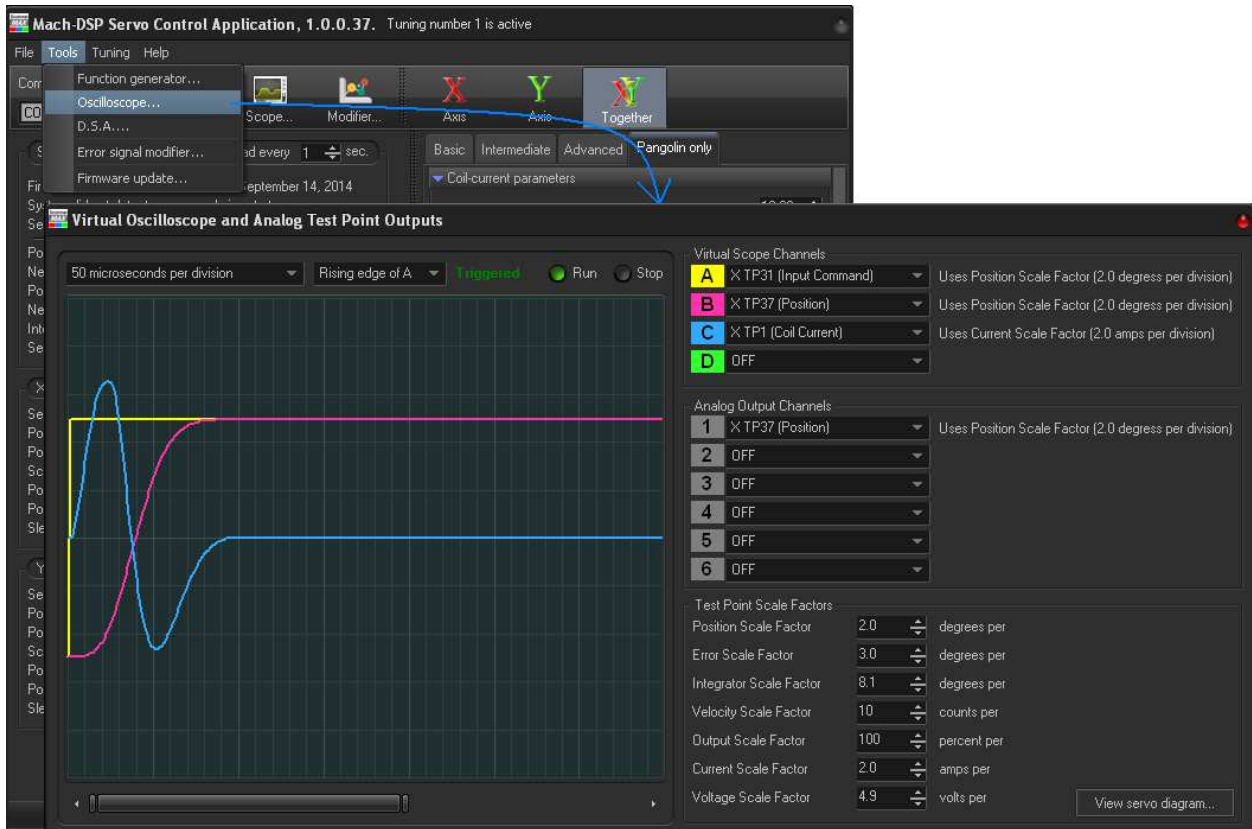 Mach-DSP Servo Control Application, 1.0.0.37. Tuning number 1 is active
File Tools Tuning Help
Function generator...
Oscilloscope...
D.S.A....
Error signal modifier...
Firmware update...
Scope...
Modifier...
X
Axis
Y
Axis
Together
every 1 sec.
eptember 14, 2014
Basic Intermediate Advanced Pangolin only
Coil-current parameters
Virtual Oscilloscope and Analog Test Point Outputs
50 microseconds per division Rising edge of A Triggered Run Stop
Virtual Scope Channels
A X TP31 (Input Command) Uses Position Scale Factor (2.0 degrees per division)
B X TP37 (Position) Uses Position Scale Factor (2.0 degrees per division)
C X TP1 (Coil Current) Uses Current Scale Factor (2.0 amps per division)
D OFF
Analog Output Channels
1 X TP37 (Position) Uses Position Scale Factor (2.0 degress per division)
2 OFF
3 OFF
4 OFF
5 OFF
6 OFF
Test Point Scale Factors
Position Scale Factor 2.0 degrees per
Error Scale Factor 3.0 degrees per
Integrator Scale Factor 8.1 degrees per
Velocity Scale Factor 10 counts per
Output Scale Factor 100 percent per
Current Scale Factor 2.0 amps per
Voltage Scale Factor 4.9 volts per
View servo diagram...